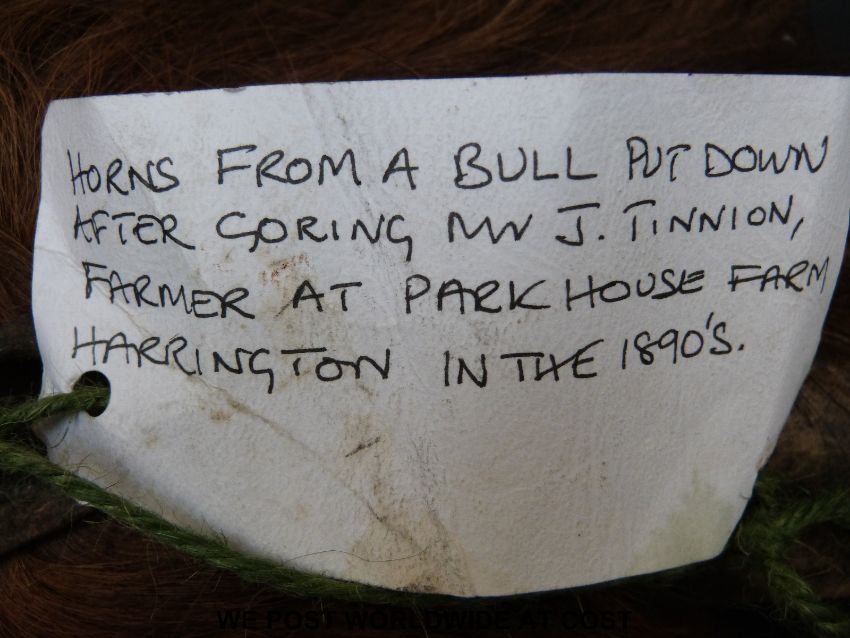 HORNS FROM A BULL PUT DOWN
AFTER GORING MR J. TINNION,
FARMER AT PARKHOUSE FARM
HARRINGTON IN THE 1890'S.
WE POST WORLDWIDE AT COST